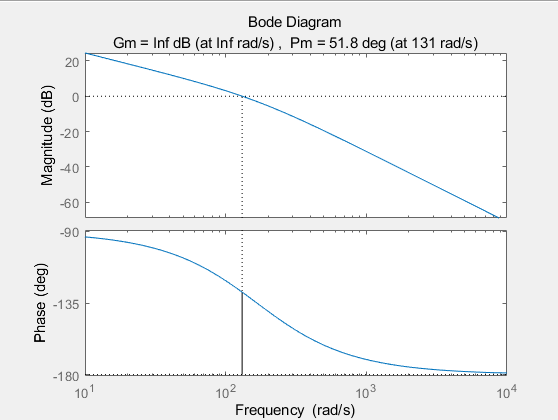 Bode Diagram
Gm = Inf dB (at Inf rad/s) , Pm = 51.8 deg (at 131 rad/s)
20
0
-20
-40
-60
Magnitude (dB)
-90
-135
-180
Phase (deg)
10^1 10^2 10^3 10^4
Frequency (rad/s)